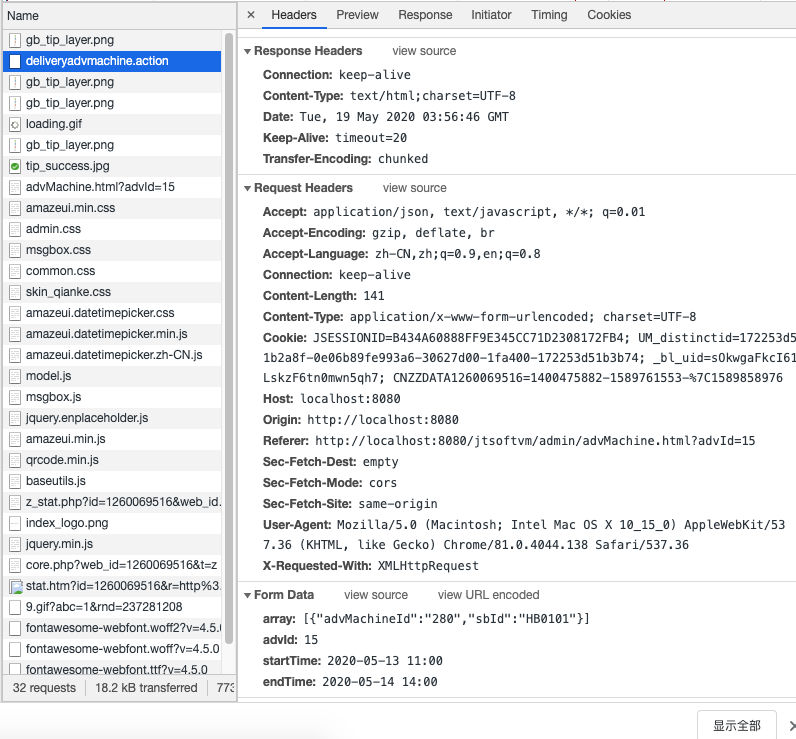 Name
gb_tip_layer.png
deliveryadvmachine.action
gb_tip_layer.png
gb_tip_layer.png
loading.gif
gb_tip_layer.png
tip_success.jpg
advMachine.html?advId=15
amazeui.min.css
admin.css
msgbox.css
common.css
skin_qianke.css
amazeui.datetimepicker.css
amazeui.datetimepicker.min.js
amazeui.datetimepicker.zh-CN.js
model.js
msgbox.js
jquery.enplaceholder.js
amazeui.min.js
qrcode.min.js
baseutils.js
z_stat.php?id=1260069516&web_id.
index_logo.png
jquery.min.js
core.php?web_id=1260069516&t=z
stat.htm?id=1260069516&r=http%3.
9.gif?abc=1&rnd=237281208
fontawesome-webfont.woff2?v=4.5.0
fontawesome-webfont.woff?v=4.5.0
fontawesome-webfont.ttf?v=4.5.0
32 requests 18.2 kB transferred 773
× Headers Preview Response Initiator Timing Cookies
Response Headers view source
Connection: keep-alive
Content-Type: text/html;charset=UTF-8
Date: Tue, 19 May 2020 03:56:46 GMT
Keep-Alive: timeout=20
Transfer-Encoding: chunked
Request Headers view source
Accept: application/json, text/javascript, */*; q=0.01
Accept-Encoding: gzip, deflate, br
Accept-Language: zh-CN,zh;q=0.9,en;q=0.8
Connection: keep-alive
Content-Length: 141
Content-Type: application/x-www-form-urlencoded; charset=UTF-8
Cookie: JSESSIONID=B434A60888FF9E345CC71D2308172FB4; UM_distinctid=172253d5
1b2a8f-0e06b89fe993a6-30627d00-1fa400-172253d51b3b74; _bl_uid=sOkwgaFkcI61
LskzF6tn0mwn5qh7; CNZZDATA1260069516=1400475882-1589761553-%7C1589858976
Host: localhost:8080
Origin: http://localhost:8080
Referer: http://localhost:8080/jtsoftvm/admin/advMachine.html?advId=15
Sec-Fetch-Dest: empty
Sec-Fetch-Mode: cors
Sec-Fetch-Site: same-origin
User-Agent: Mozilla/5.0 (Macintosh; Intel Mac OS X 10_15_0) AppleWebKit/53
7.36 (KHTML, like Gecko) Chrome/81.0.4044.138 Safari/537.36
X-Requested-With: XMLHttpRequest
Form Data view source view URL encoded
array: [{"advMachineId":"280","sbId":"HB0101"}]
advId: 15
startTime: 2020-05-13 11:00
endTime: 2020-05-14 14:00
显示全部